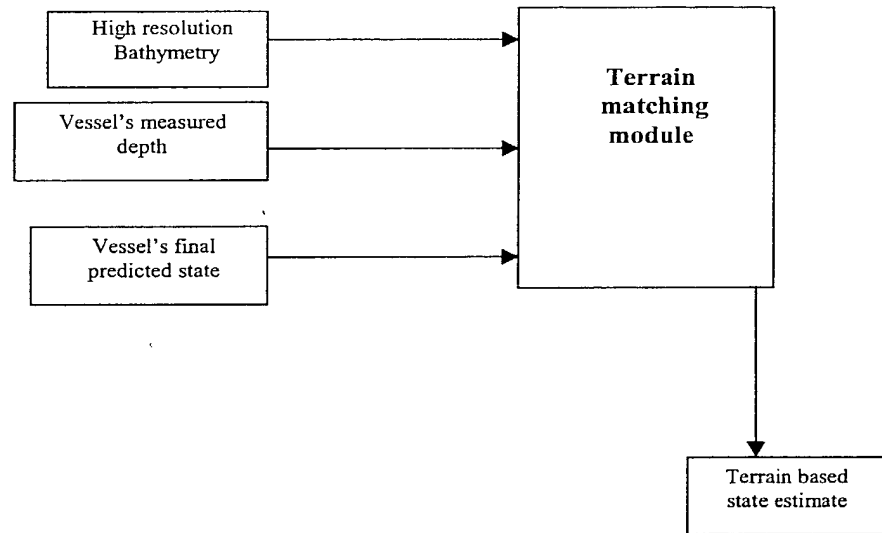 High resolution
Bathymetry
Terrain
matching
module
Vessel's measured
depth
Vessel's final
predicted state
Terrain based
state estimate